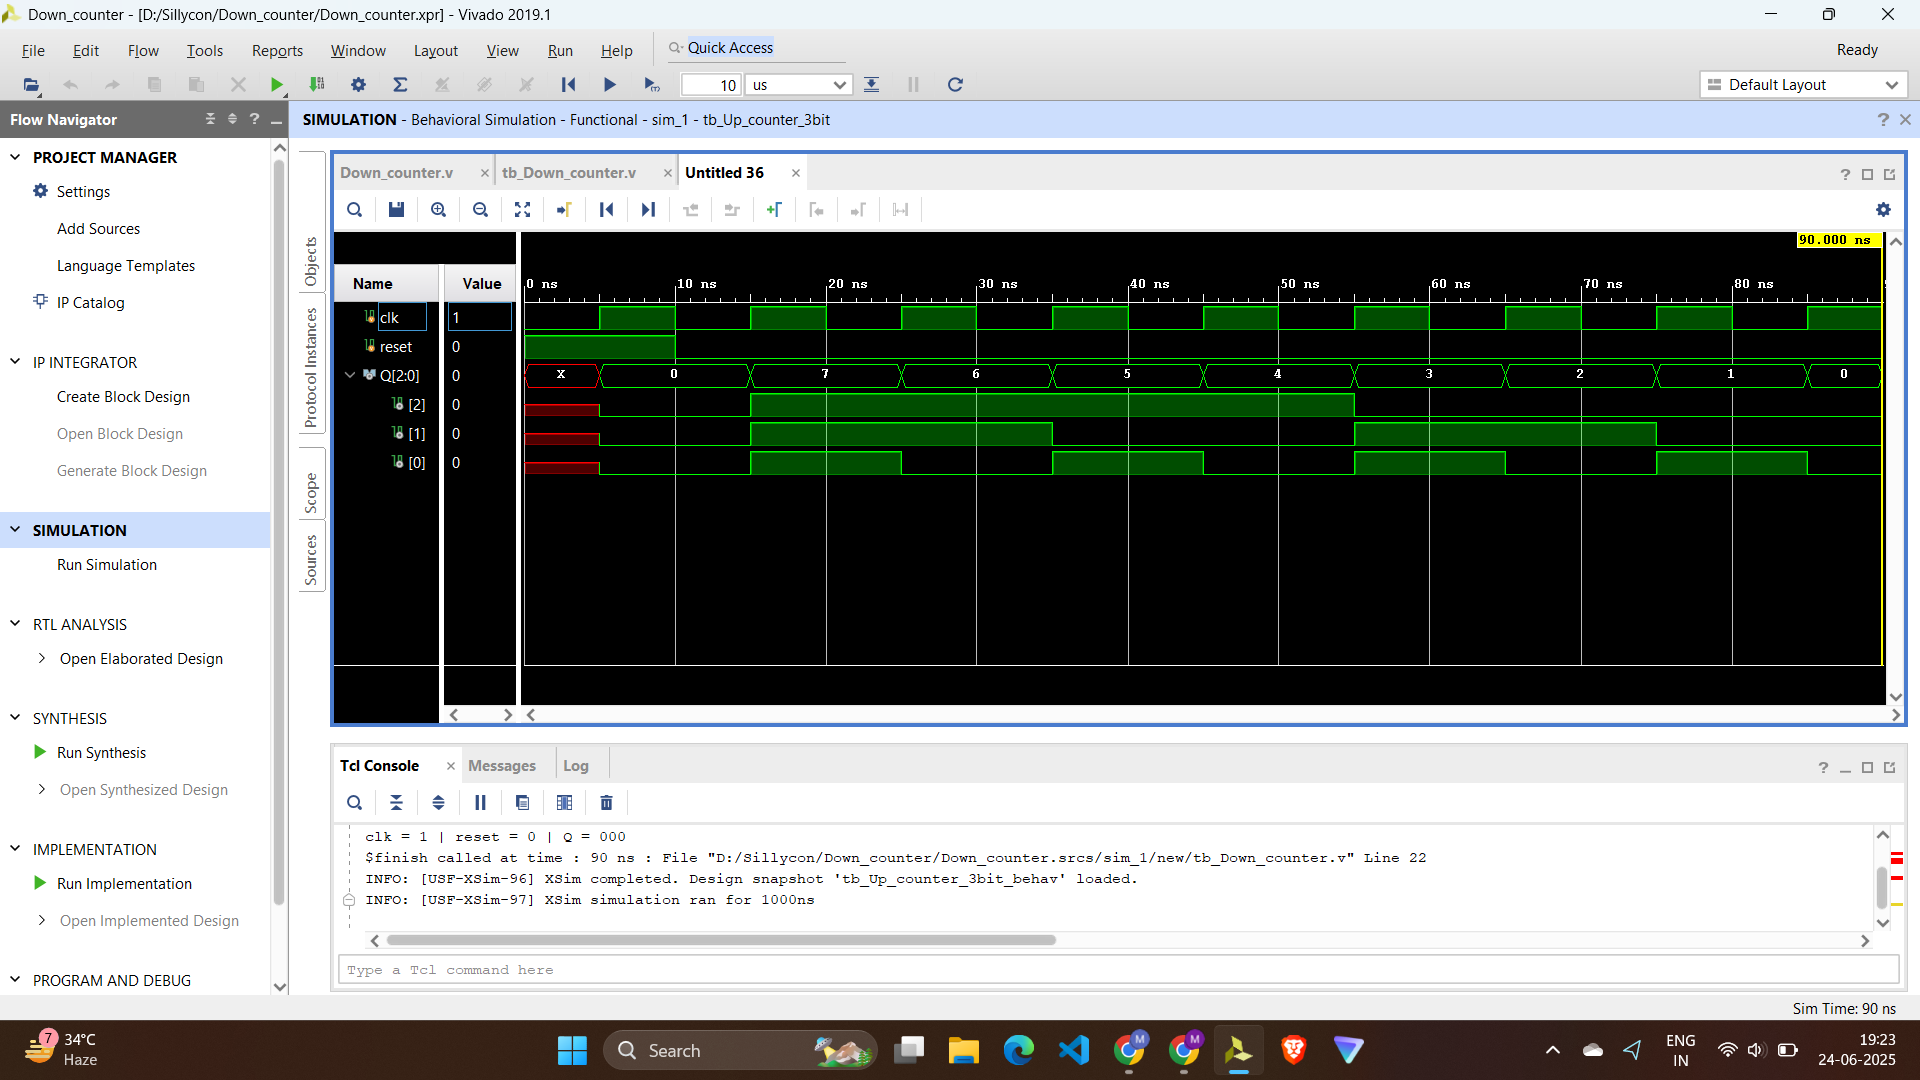 Down_counter - [D:/Sillycon/Down_counter/Down_counter.xpr] - Vivado 2019.1
File Edit Flow Tools Reports Window Layout View Run Help Quick Access Ready
10 us Default Layout
Flow Navigator
SIMULATION - Behavioral Simulation - Functional - sim_1 - tb_Up_counter_3bit
PROJECT MANAGER
Settings
Add Sources
Language Templates
IP Catalog
IP INTEGRATOR
Create Block Design
Open Block Design
Generate Block Design
SIMULATION
Run Simulation
RTL ANALYSIS
Open Elaborated Design
SYNTHESIS
Run Synthesis
Open Synthesized Design
IMPLEMENTATION
Run Implementation
Open Implemented Design
PROGRAM AND DEBUG
Objects
Protocol Instances
Scope
Sources
Down_counter.v tb_Down_counter.v Untitled 36
90.000 ns
Name Value 0 ns 10 ns 20 ns 30 ns 40 ns 50 ns 60 ns 70 ns 80 ns
clk 1
reset 0
Q[2:0] 0 X 0 7 6 5 4 3 2 1 0
[2] 0
[1] 0
[0] 0
Tcl Console Messages Log
clk = 1 | reset = 0 | Q = 000
$finish called at time : 90 ns : File "D:/Sillycon/Down_counter/Down_counter.srcs/sim_1/new/tb_Down_counter.v" Line 22
INFO: [USF-XSim-96] XSim completed. Design snapshot 'tb_Up_counter_3bit_behav' loaded.
INFO: [USF-XSim-97] XSim simulation ran for 1000ns
Type a Tcl command here
Sim Time: 90 ns
7 34°C
Haze
Search
M
M
ENG
IN
19:23
24-06-2025